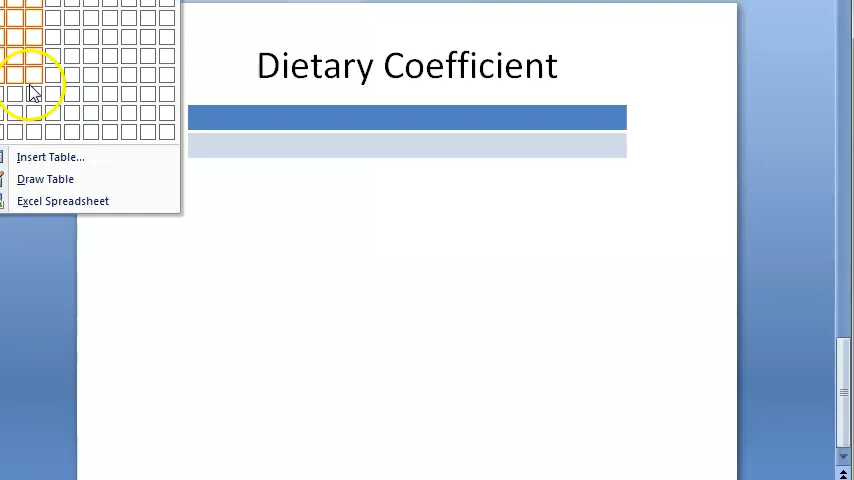 Dietary Coefficient
Insert Table...
Draw Table
Excel Spreadsheet